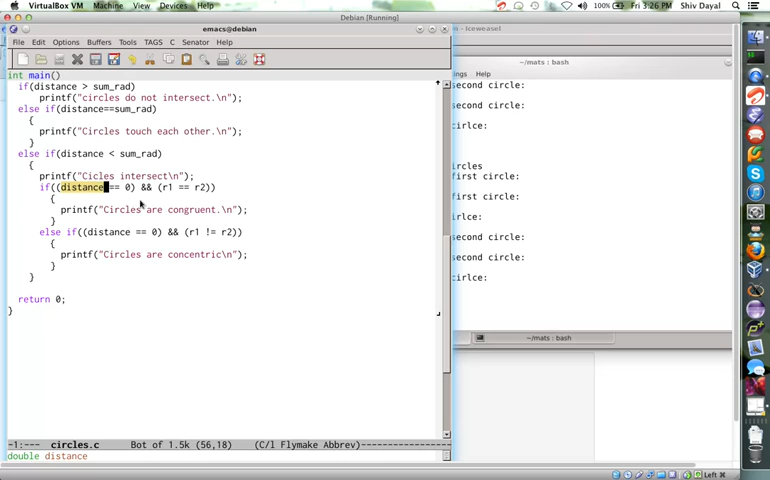 VirtualBox VM Machine View Devices Help 100% Fri 3:26 PM Shiv Dayal
Debian [Running]
emacs@debian
- Iceweasel
File Edit Options Buffers Tools TAGS C Senator Help
~/mats : bash
ngs Help
int main()
if(distance > sum_rad)
printf("circles do not intersect.\n");
else if(distance==sum_rad)
{
printf("Circles touch each other.\n");
}
else if(distance < sum_rad)
{
printf("Cicles intersect\n");
if((distance == 0) && (r1 == r2))
{
printf("Circles are congruent.\n");
}
else if((distance == 0) && (r1 != r2))
{
printf("Circles are concentric\n");
}
}
return 0;
}
second circle:
second circle:
cirlce:
circles
first circle:
first circle:
cirlce:
second circle:
second circle:
cirlce:
~/mats : bash
-1:--- circles.c Bot of 1.5k (56,18) (C/l Flymake Abbrev)
double distance
Left ⌘